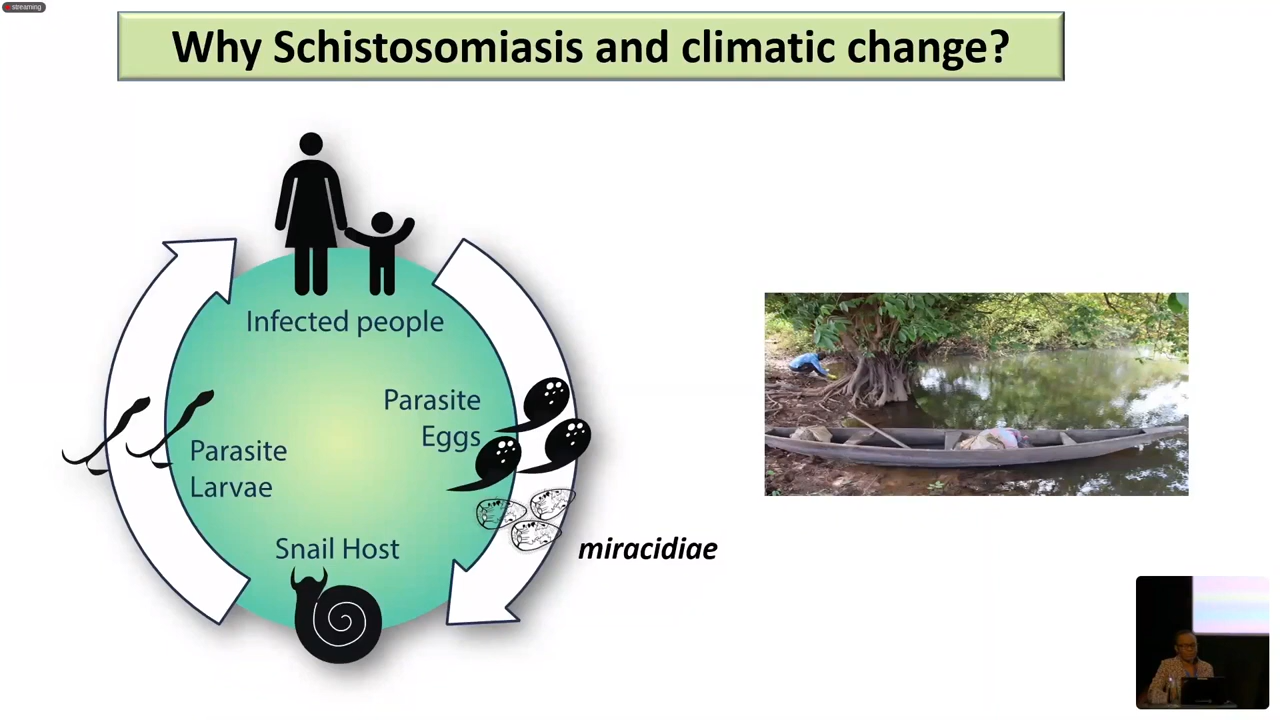 streaming
Why Schistosomiasis and climatic change?
Infected people
Parasite
Eggs
Parasite
Larvae
Snail Host
miracidiae